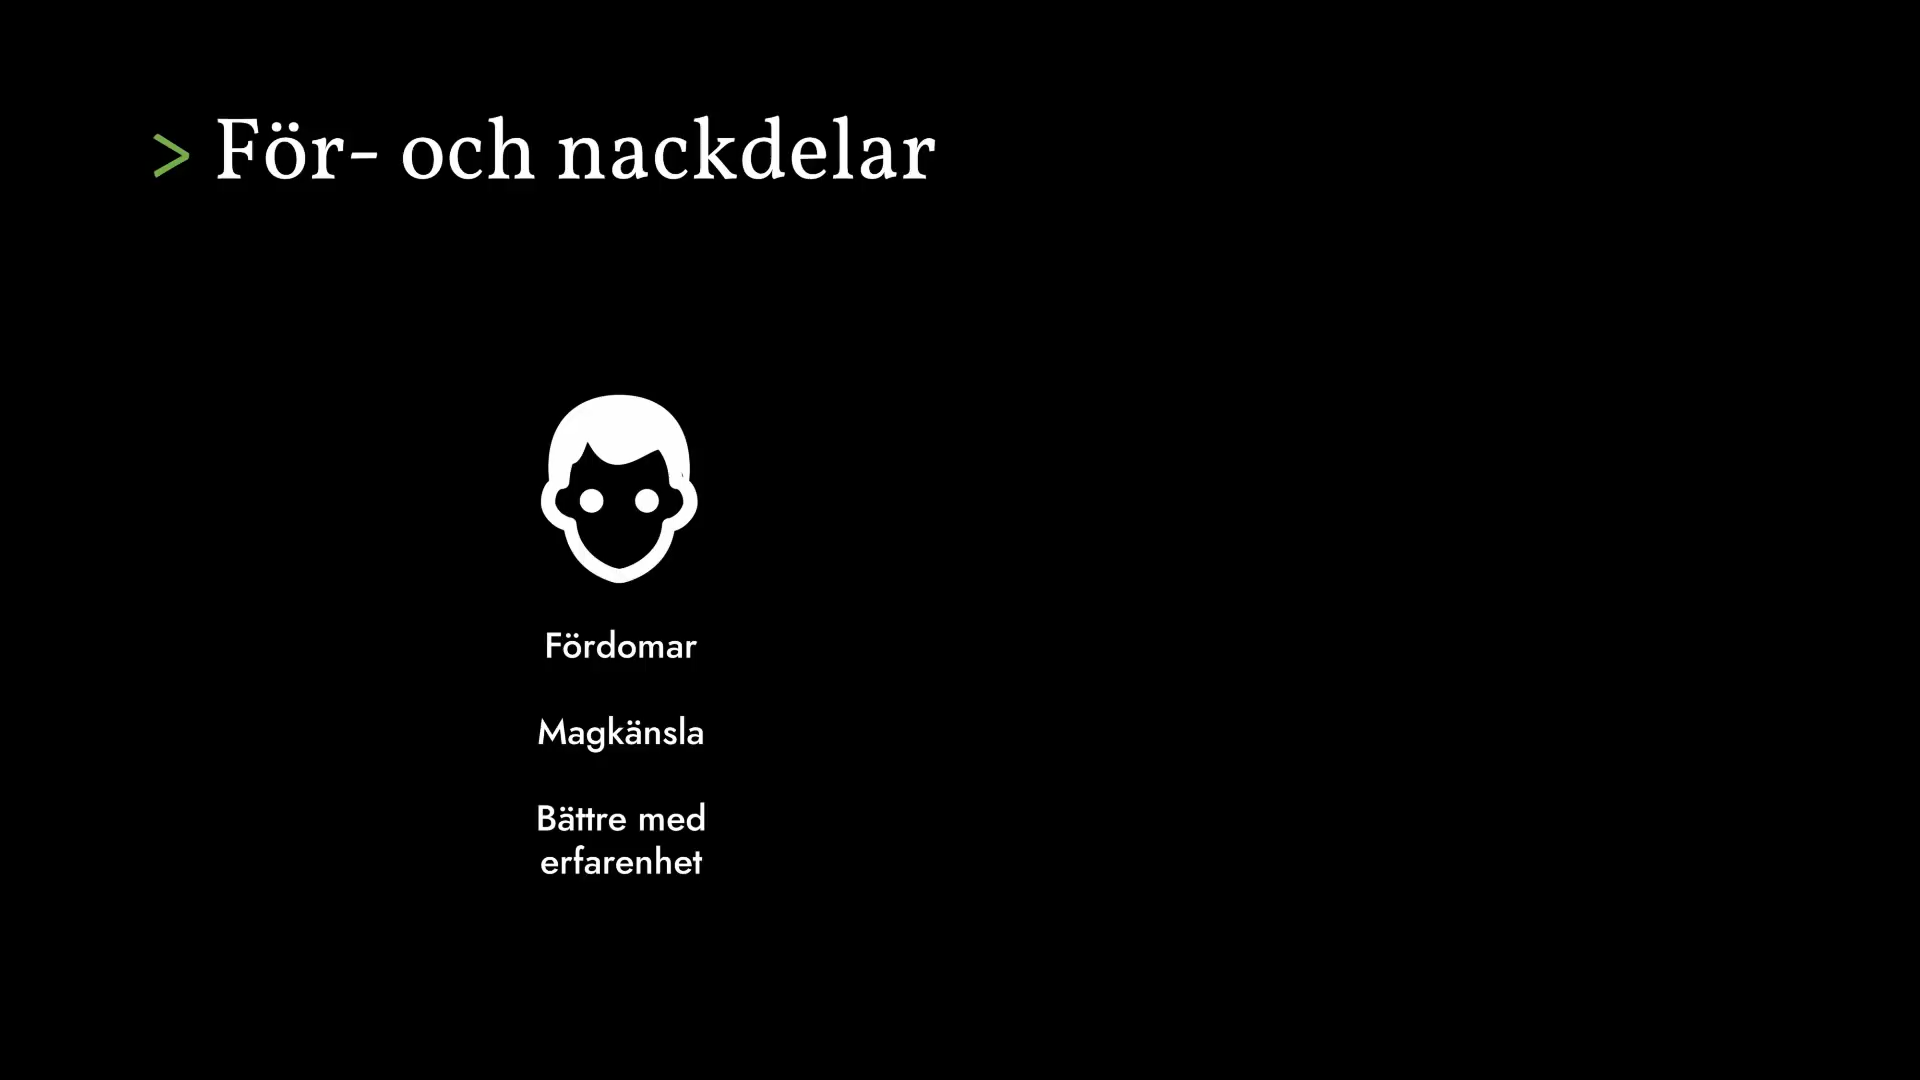 > För- och nackdelar
Fördomar
Magkänsla
Bättre med
erfarenhet